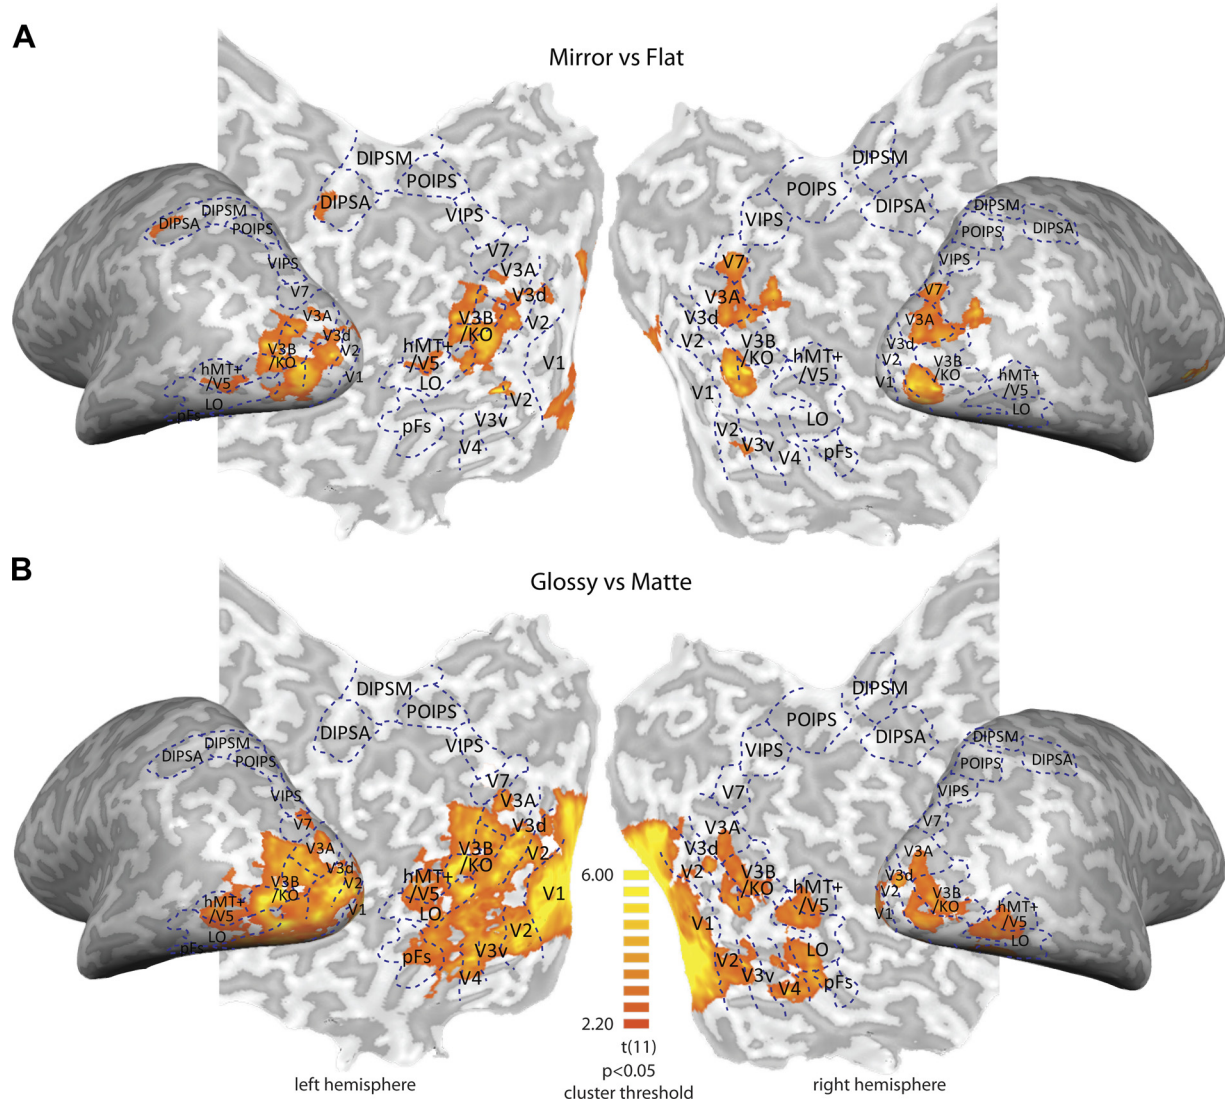 A
Mirror vs Flat
DIPSM
POIPS
DIPSA
VIPS
V7
V3A
V3d
V3B
/KO
V2
hMT+
/V5
LO
V1
V2
V3v
pFs
V4
DIPSA
DIPSM
POIPS
VIPS
V7
V3A
V3d
V3B
/KO
V2
V1
hMT+
/V5
LO
pFs
DIPSM
POIPS
DIPSA
VIPS
V7
V3A
V3d
V2
V3B
/KO
hMT+
/V5
V1
LO
V2
V3v
V4
pFs
DIPSM
POIPS
DIPSA
VIPS
V7
V3A
V3d
V2
V3B
/KO
V1
hMT+
/V5
LO
B
Glossy vs Matte
DIPSM
POIPS
DIPSA
VIPS
V7
V3A
V3d
V3B
/KO
V2
hMT+
/V5
LO
V1
V2
V3v
pFs
V4
DIPSA
DIPSM
POIPS
VIPS
V7
V3A
V3d
V3B
/KO
V2
V1
hMT+
/V5
LO
pFs
DIPSM
POIPS
DIPSA
VIPS
V7
V3A
V3d
V2
V3B
/KO
hMT+
/V5
V1
LO
V2
V3v
V4
pFs
DIPSM
POIPS
DIPSA
VIPS
V7
V3A
V3d
V2
V3B
/KO
V1
hMT+
/V5
LO
6.00
2.20
t(11)
p<0.05
cluster threshold
left hemisphere
right hemisphere